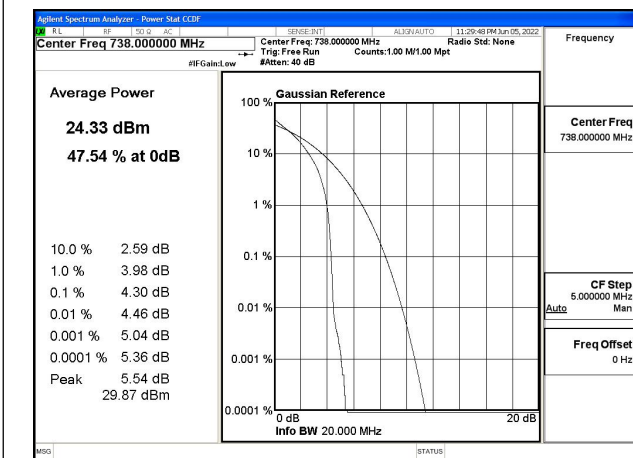 Agilent Spectrum Analyzer - Power Stat CCDF
LXI RL RF 50 Ω AC SENSE:INT ALIGN AUTO 11:29:48 PM Jun 05, 2022
Center Freq 738.000000 MHz
Center Freq: 738.000000 MHz Radio Std: None
Trig: Free Run Counts:1.00 M/1.00 Mpt
#IFGain:Low #Atten: 40 dB
Frequency
Average Power
24.33 dBm
47.54 % at 0dB
10.0 % 2.59 dB
1.0 % 3.98 dB
0.1 % 4.30 dB
0.01 % 4.46 dB
0.001 % 5.04 dB
0.0001 % 5.36 dB
Peak 5.54 dB
29.87 dBm
Gaussian Reference
100 %
10 %
1 %
0.1 %
0.01 %
0.001 %
0.0001 %
0 dB 20 dB
Info BW 20.000 MHz
Center Freq
738.000000 MHz
CF Step
5.000000 MHz
Auto Man
Freq Offset
0 Hz
MSG STATUS